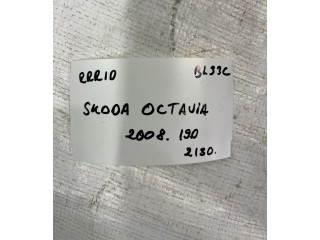 RRR10 BL33C
SKODA OCTAVIA
2008. 190
2130.